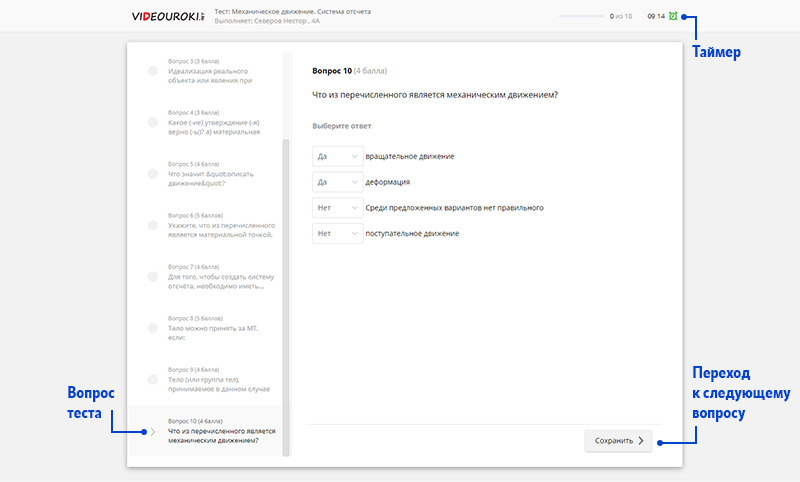 VIDEOUROKI.NET
Тест: Механическое движение. Система отсчета
Выполняет: Северов Нестор , 4А
0 из 10
09:14
Таймер
Вопрос 3 (3 балла)
Идеализация реального
объекта или явления при
Вопрос 4 (3 балла)
Какое (-ие) утверждение (-я)
верно (-ы)? а) материальная
Вопрос 5 (4 балла)
Что значит &quot;описать
движение&quot;?
Вопрос 6 (5 баллов)
Укажите, что из перечисленного
является материальной точкой,
Вопрос 7 (4 балла)
Для того, чтобы создать систему
отсчёта, необходимо иметь...
Вопрос 8 (5 баллов)
Тело можно принять за МТ,
если:
Вопрос 9 (4 балла)
Тело (или группа тел),
принимаемое в данном случае
Вопрос 10 (4 балла)
Что из перечисленного является
механическим движением?
Вопрос
теста
Вопрос 10 (4 балла)
Что из перечисленного является механическим движением?
Выберите ответ
Да вращательное движение
Да деформация
Нет Среди предложенных вариантов нет правильного
Нет поступательное движение
Сохранить
Переход
к следующему
вопросу